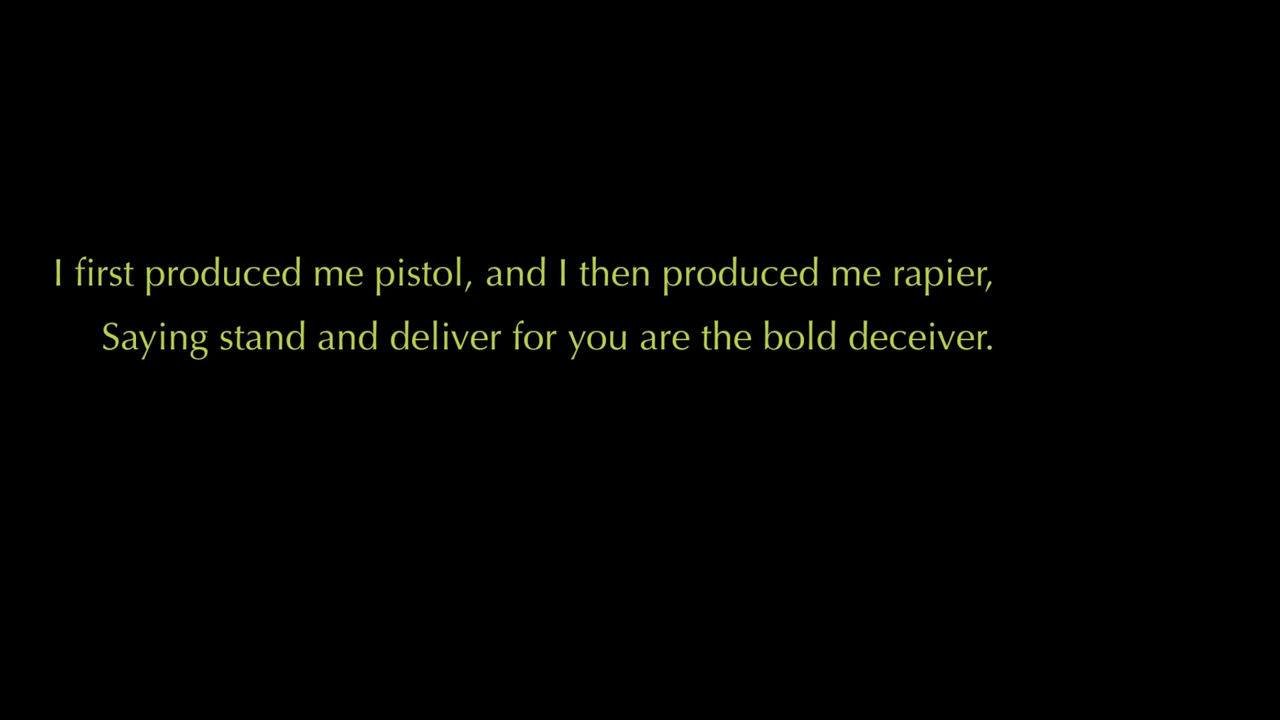 I first produced me pistol, and I then produced me rapier,
Saying stand and deliver for you are the bold deceiver.